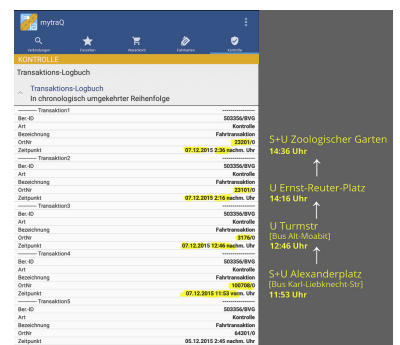 mytraQ
Verbindungen
Favoriten
Warenkorb
Fahrkarten
Kontrolle
KONTROLLE
Transaktions-Logbuch
Transaktions-Logbuch
In chronologisch umgekehrter Reihenfolge
---------- Transaktion1 ------------------
Ber.-ID 503356/BVG
Art Kontrolle
Bezeichnung Fahrtransaktion
OrtNr 23201/0
Zeitpunkt 07.12.2015 2:36 nachm. Uhr
---------- Transaktion2 ------------------
Ber.-ID 503356/BVG
Art Kontrolle
Bezeichnung Fahrtransaktion
OrtNr 23101/0
Zeitpunkt 07.12.2015 2:16 nachm. Uhr
---------- Transaktion3 ------------------
Ber.-ID 503356/BVG
Art Kontrolle
Bezeichnung Fahrtransaktion
OrtNr 3176/0
Zeitpunkt 07.12.2015 12:46 nachm. Uhr
---------- Transaktion4 ------------------
Ber.-ID 503356/BVG
Art Kontrolle
Bezeichnung Fahrtransaktion
OrtNr 100708/0
Zeitpunkt 07.12.2015 11:53 vorm. Uhr
---------- Transaktion5 ------------------
Ber.-ID 503356/BVG
Art Kontrolle
Bezeichnung Fahrtransaktion
OrtNr 64301/0
Zeitpunkt 05.12.2015 2:45 nachm. Uhr
S+U Zoologischer Garten
14:36 Uhr
U Ernst-Reuter-Platz
14:16 Uhr
U Turmstr
[Bus Alt-Moabit]
12:46 Uhr
S+U Alexanderplatz
[Bus Karl-Liebknecht-Str]
11:53 Uhr